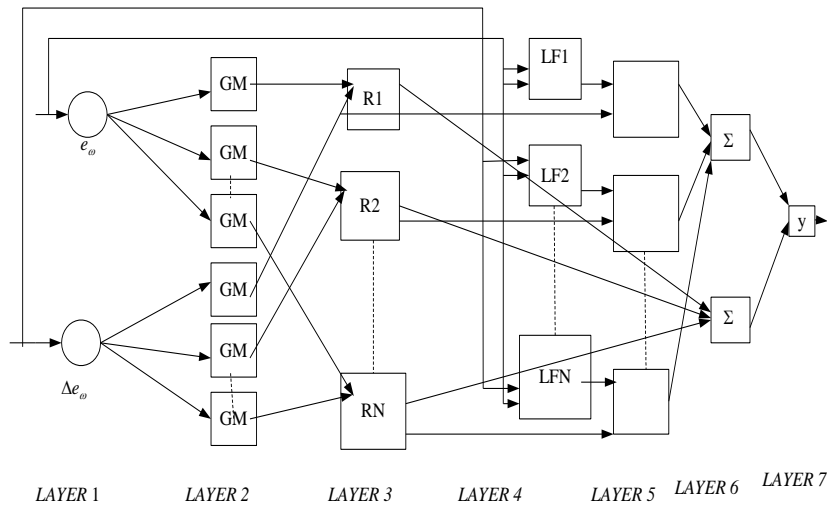 LF1
GM
R1
Σ
e_ω
GM
LF2
R2
GM
y
GM
Σ
GM
LFN
Δe_ω
RN
GM
LAYER 1 LAYER 2 LAYER 3 LAYER 4 LAYER 5 LAYER 6 LAYER 7